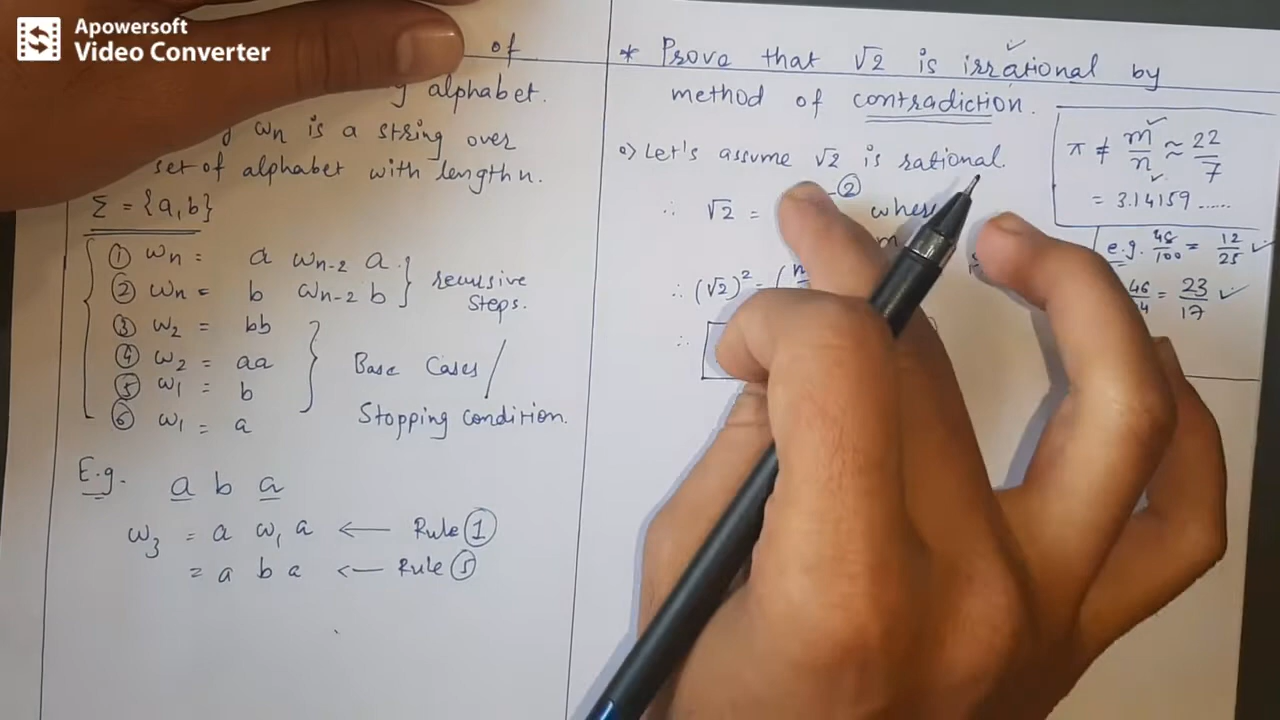 Apowersoft
Video Converter
of
alphabet.
wn is a string over
set of alphabet with length n.
Σ = {a,b}
① wn = a wn-2 a
② wn = b wn-2 b
recursive
steps.
③ w2 = bb
④ w2 = aa
⑤ w1 = b
⑥ w1 = a
Base Cases /
Stopping condition.
E.g. a b a
w3 = a w1 a ← Rule ①
= a b a ← Rule ⑤
* Prove that √2 is irrational by
method of contradiction.
Let's assume √2 is rational.
∴ √2 = ②
∴ (√2)² = (
∴
π ≠ m/n ≈ 22/7
= 3.14159......
e.g. 48/100 = 12/25 ✓
= 23/17 ✓